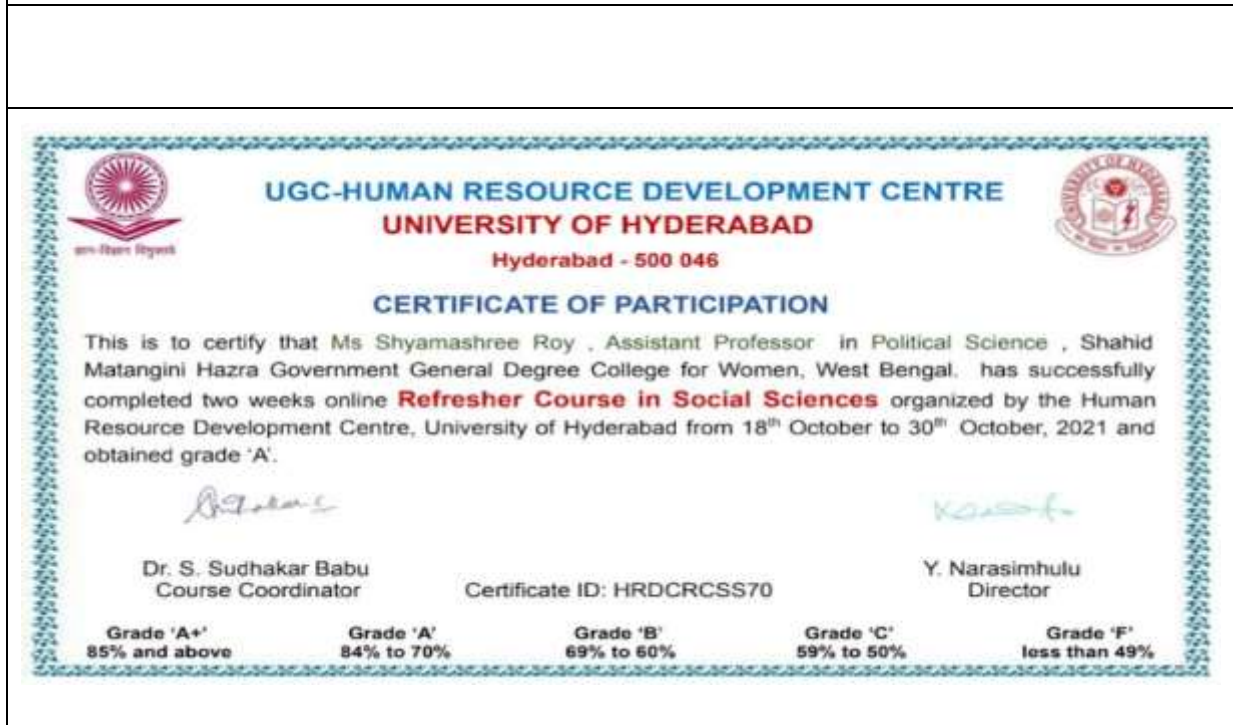 UGC-HUMAN RESOURCE DEVELOPMENT CENTRE
UNIVERSITY OF HYDERABAD
Hyderabad - 500 046
CERTIFICATE OF PARTICIPATION
This is to certify that Ms Shyamashree Roy , Assistant Professor in Political Science , Shahid
Matangini Hazra Government General Degree College for Women, West Bengal. has successfully
completed two weeks online Refresher Course in Social Sciences organized by the Human
Resource Development Centre, University of Hyderabad from 18th October to 30th October, 2021 and
obtained grade 'A'.
Dr. S. Sudhakar Babu
Course Coordinator
Certificate ID: HRDCRCSS70
Y. Narasimhulu
Director
Grade 'A+' Grade 'A' Grade 'B' Grade 'C' Grade 'F'
85% and above 84% to 70% 69% to 60% 59% to 50% less than 49%